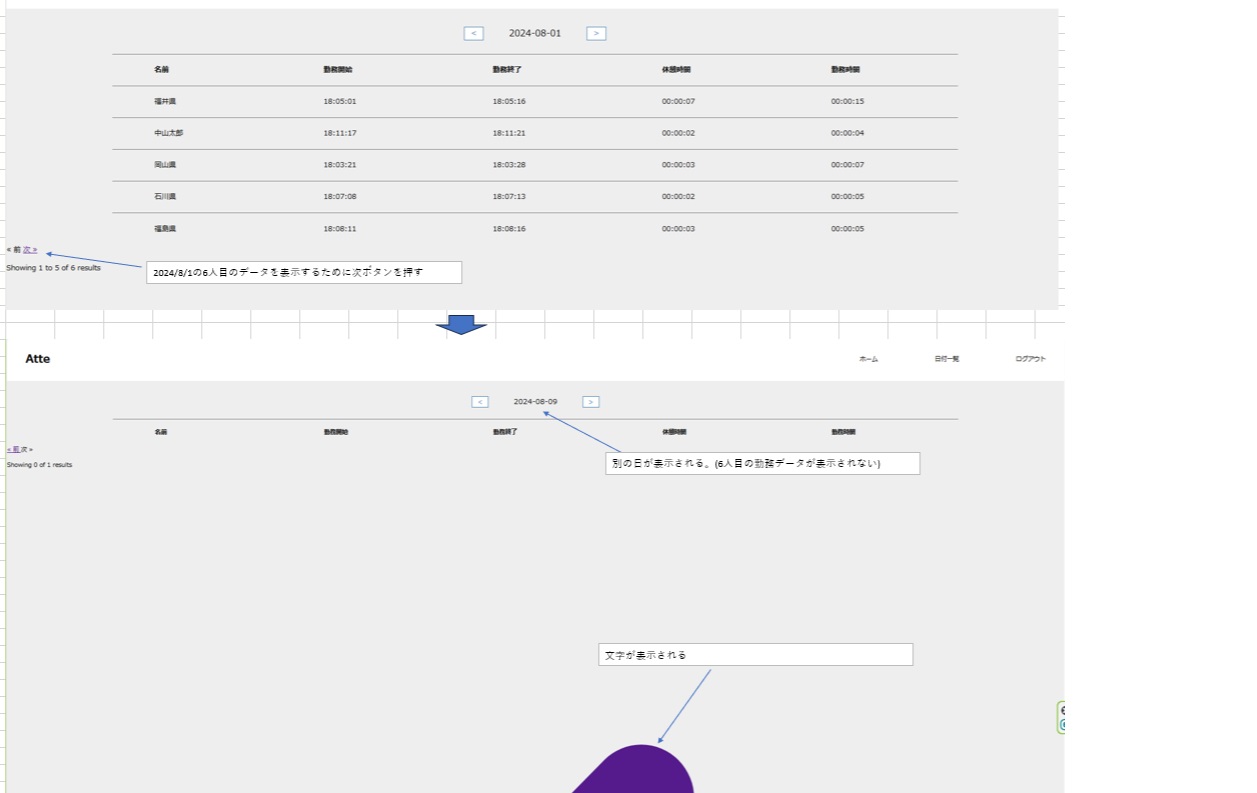 < 2024-08-01 >
名前 勤務開始 勤務終了 休憩時間 勤務時間
福井県 18:05:01 18:05:16 00:00:07 00:00:15
中山太郎 18:11:17 18:11:21 00:00:02 00:00:04
岡山県 18:03:21 18:03:28 00:00:03 00:00:07
石川県 18:07:08 18:07:13 00:00:02 00:00:05
福島県 18:08:11 18:08:16 00:00:03 00:00:05
« 前 次 »
Showing 1 to 5 of 6 results
2024/8/1の6人目のデータを表示するために次ボタンを押す
Atte ホーム 日付一覧 ログアウト
< 2024-08-09 >
名前 勤務開始 勤務終了 休憩時間 勤務時間
« 前 次 »
Showing 0 of 1 results
別の日が表示される。(6人目の勤務データが表示されない)
文字が表示される